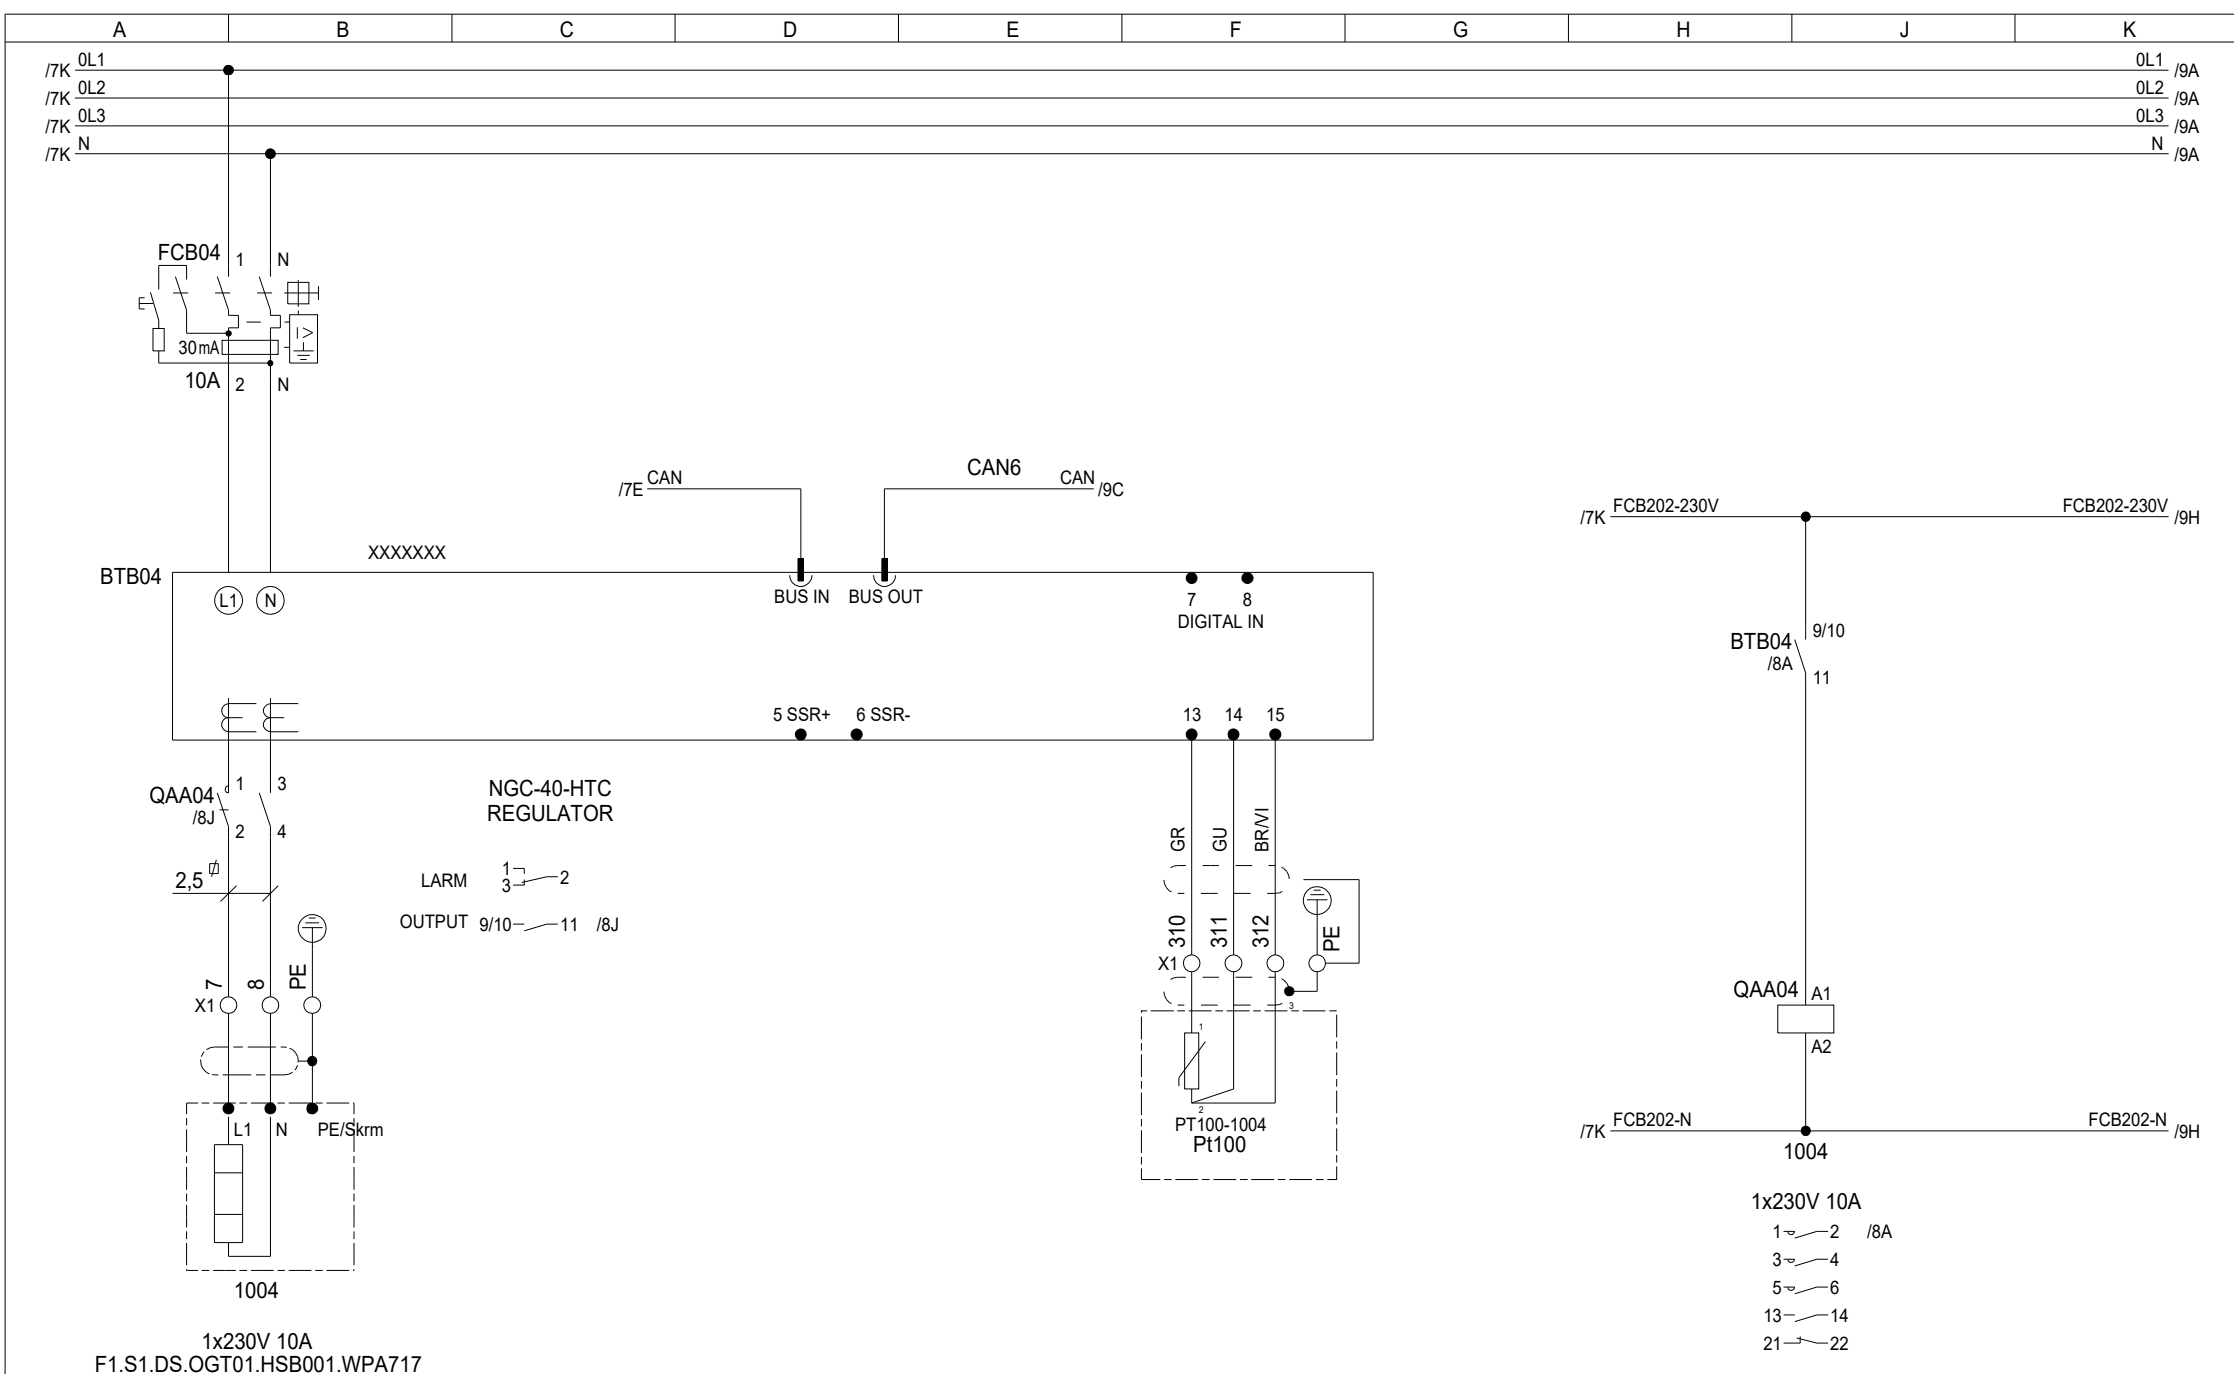 A B C D E F G H J K
/7K 0L1 0L1 /9A
/7K 0L2 0L2 /9A
/7K 0L3 0L3 /9A
/7K N N /9A
FCB04 1 N
I>
30mA
10A 2 N
CAN6
/7E CAN CAN /9C
/7K FCB202-230V FCB202-230V /9H
XXXXXXX
BTB04
L1 N BUS IN BUS OUT 7 8
DIGITAL IN
BTB04 9/10
/8A 11
5 SSR+ 6 SSR- 13 14 15
QAA04 1 3
/8J 2 4
NGC-40-HTC
REGULATOR
GR GU BR/VI
2,5
LARM 1 3 2
OUTPUT 9/10 11 /8J
310 311 312 PE
X1
7 8 PE
X1
3
QAA04 A1
A2
1
2
PT100-1004
Pt100
L1 N PE/Skrm
/7K FCB202-N FCB202-N /9H
1004
1004
1x230V 10A
F1.S1.DS.OGT01.HSB001.WPA717
1x230V 10A
1 2 /8A
3 4
5 6
13 14
21 22